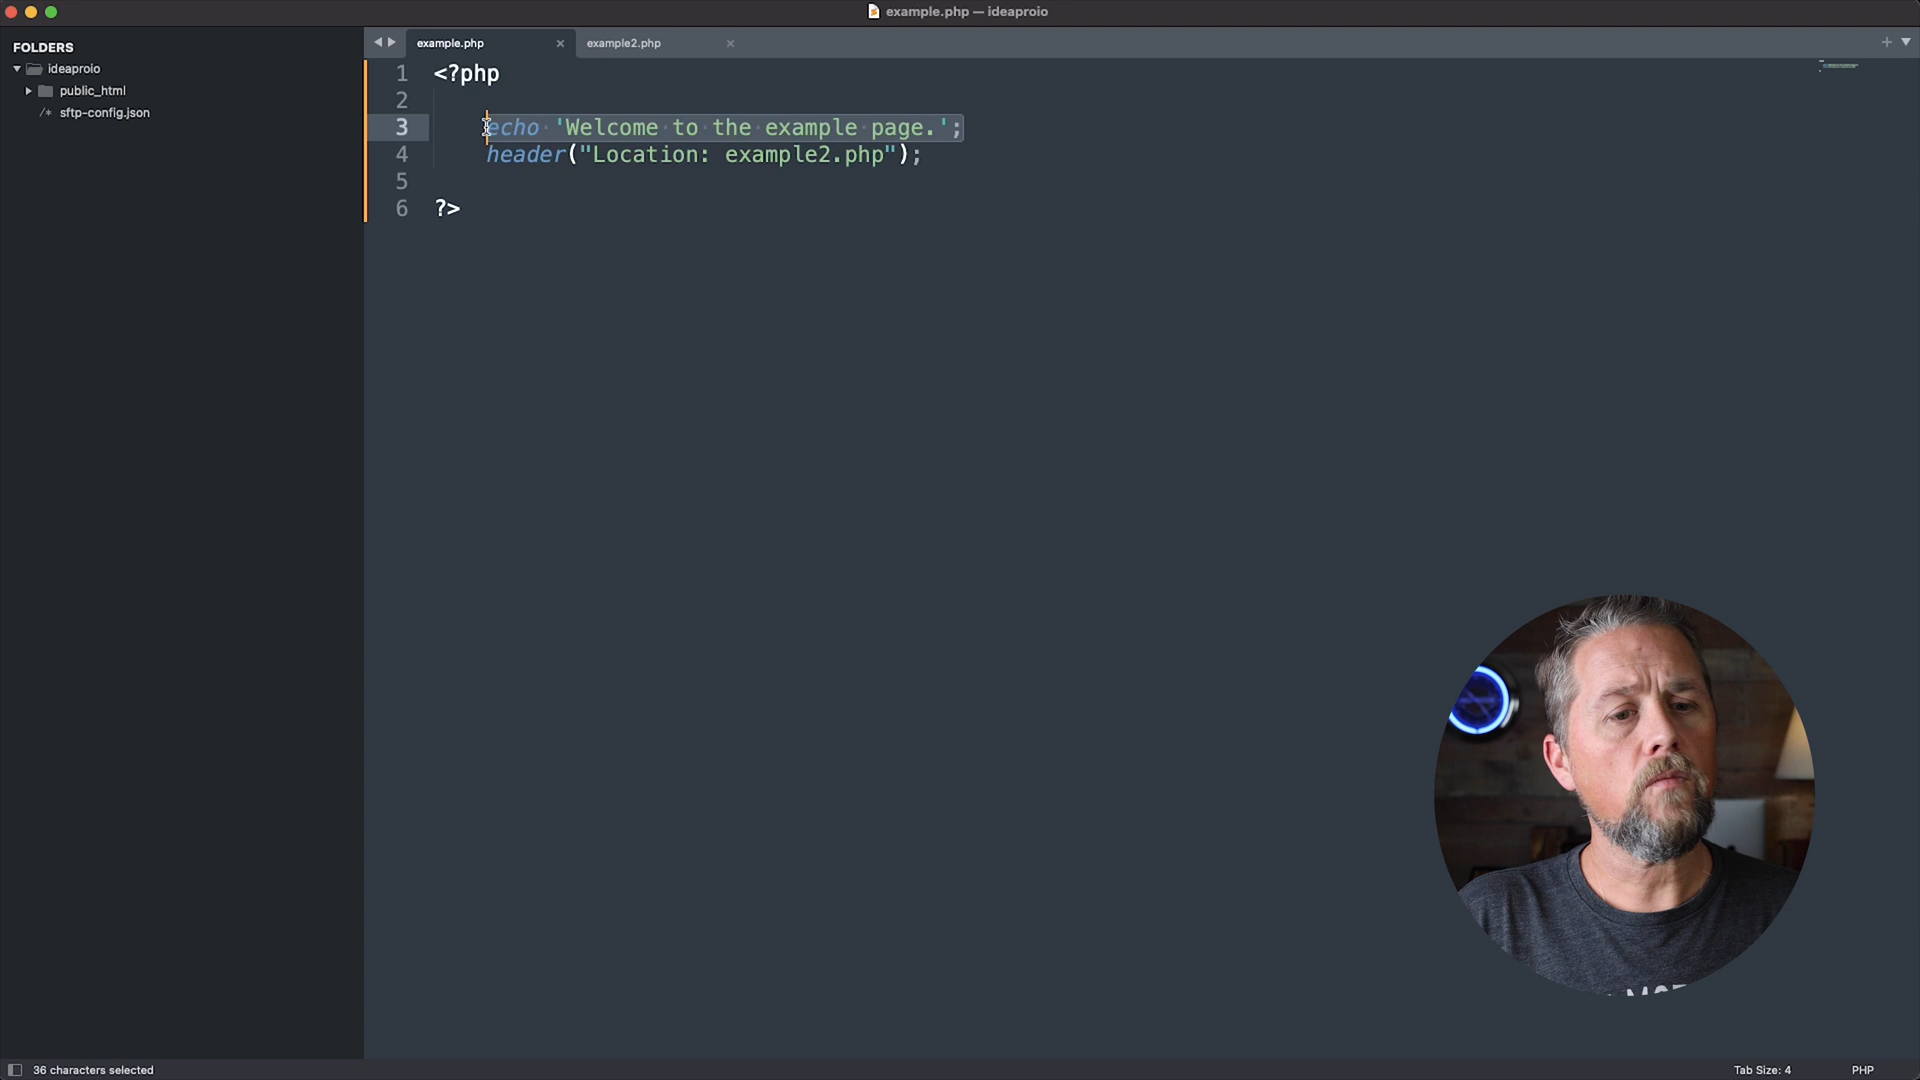 example.php — ideaproio
FOLDERS
ideaproio
public_html
/* sftp-config.json
example.php
example2.php
1 <?php
2
3 echo 'Welcome to the example page.';
4 header("Location: example2.php");
5
6 ?>
36 characters selected
Tab Size: 4
PHP